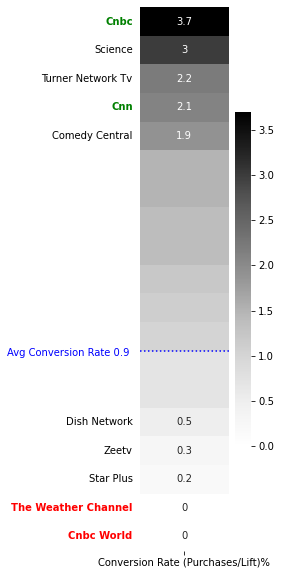 Cnbc 3.7
Science 3
Turner Network Tv 2.2
Cnn 2.1
Comedy Central 1.9
Avg Conversion Rate 0.9
Dish Network 0.5
Zeetv 0.3
Star Plus 0.2
The Weather Channel 0
Cnbc World 0
Conversion Rate (Purchases/Lift)%
3.5
3.0
2.5
2.0
1.5
1.0
0.5
0.0